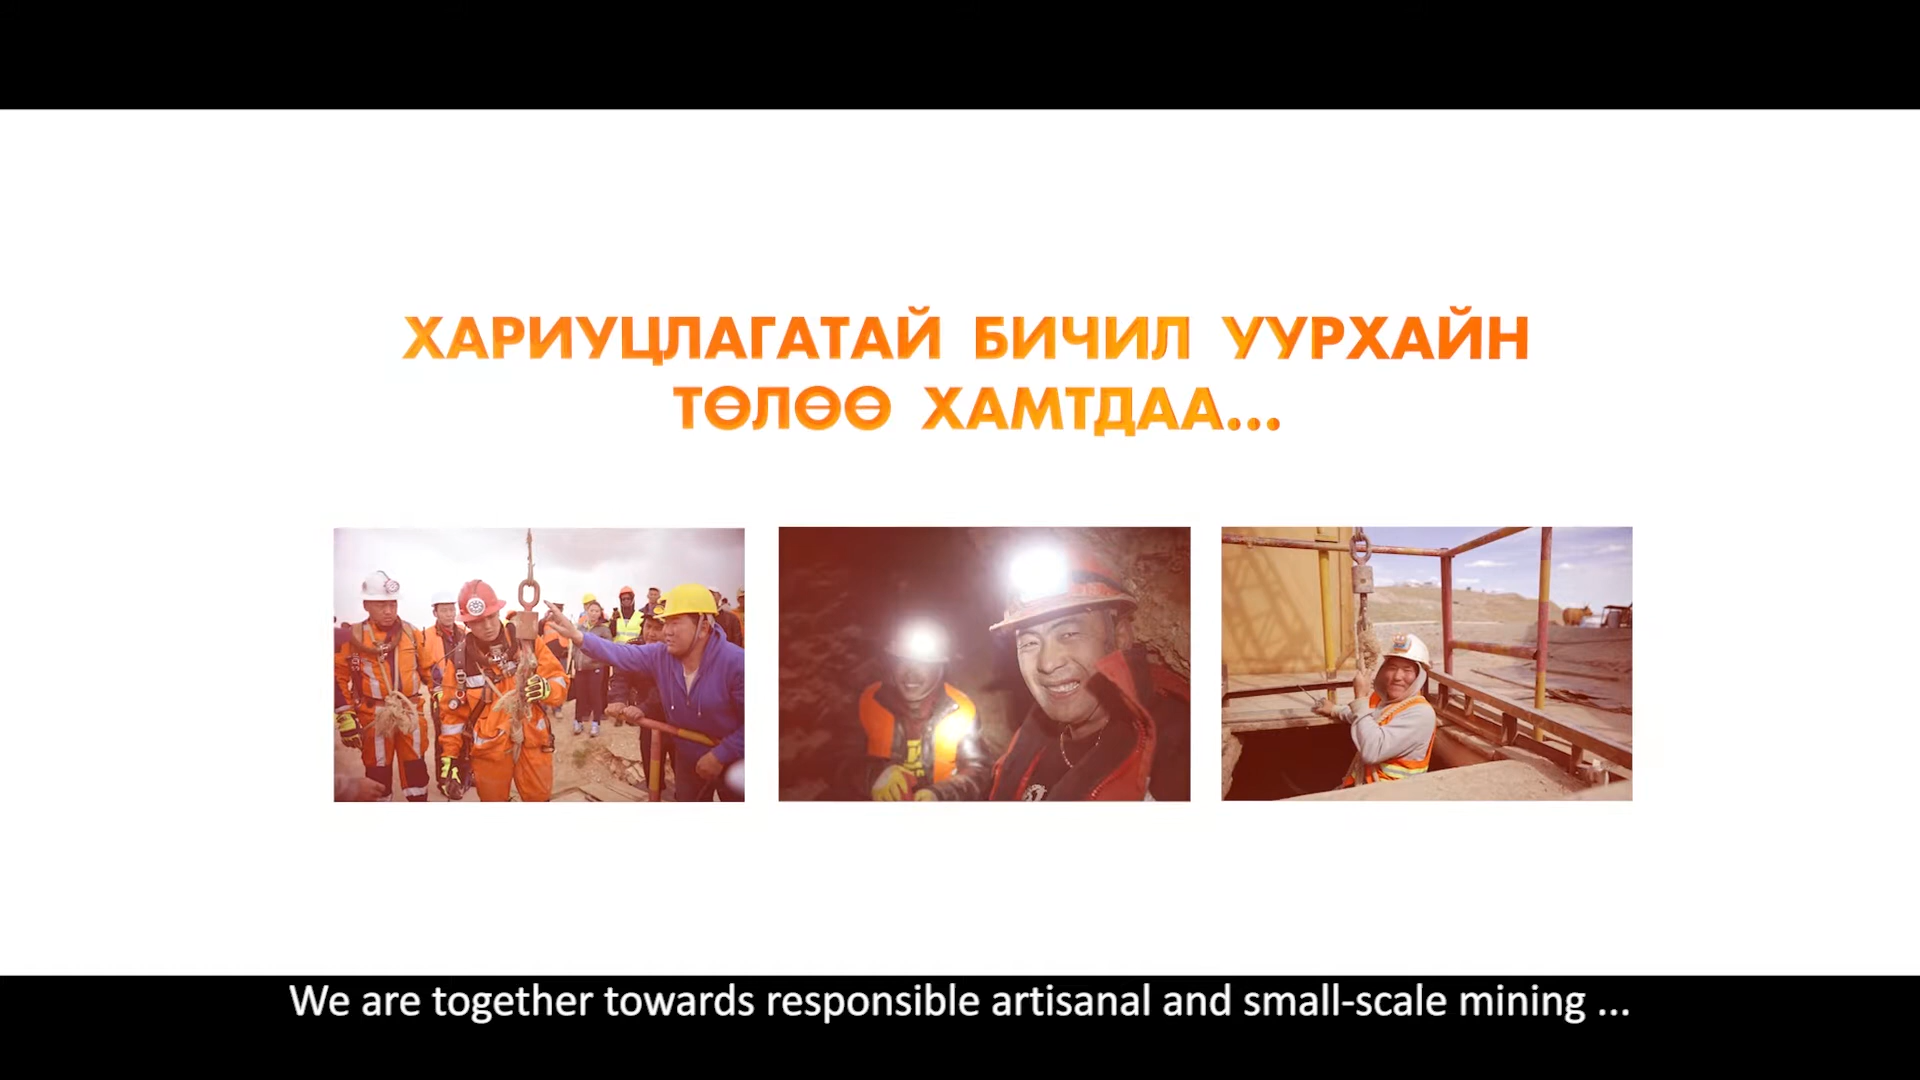 ХАРИУЦЛАГАТАЙ БИЧИЛ УУРХАЙН
ТӨЛӨӨ ХАМТДАА...
We are together towards responsible artisanal and small-scale mining ...